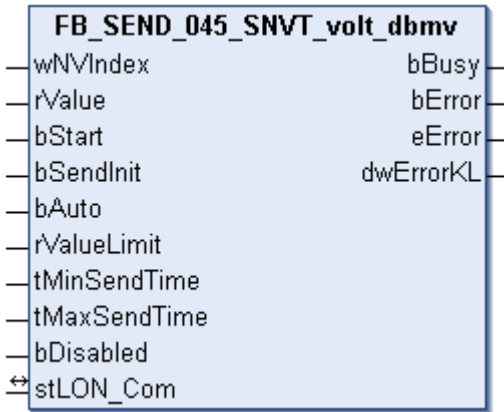 FB_SEND_045_SNVT_volt_dbmv
wNVIndex bBusy
rValue bError
bStart eError
bSendInit dwErrorKL
bAuto
rValueLimit
tMinSendTime
tMaxSendTime
bDisabled
stLON_Com